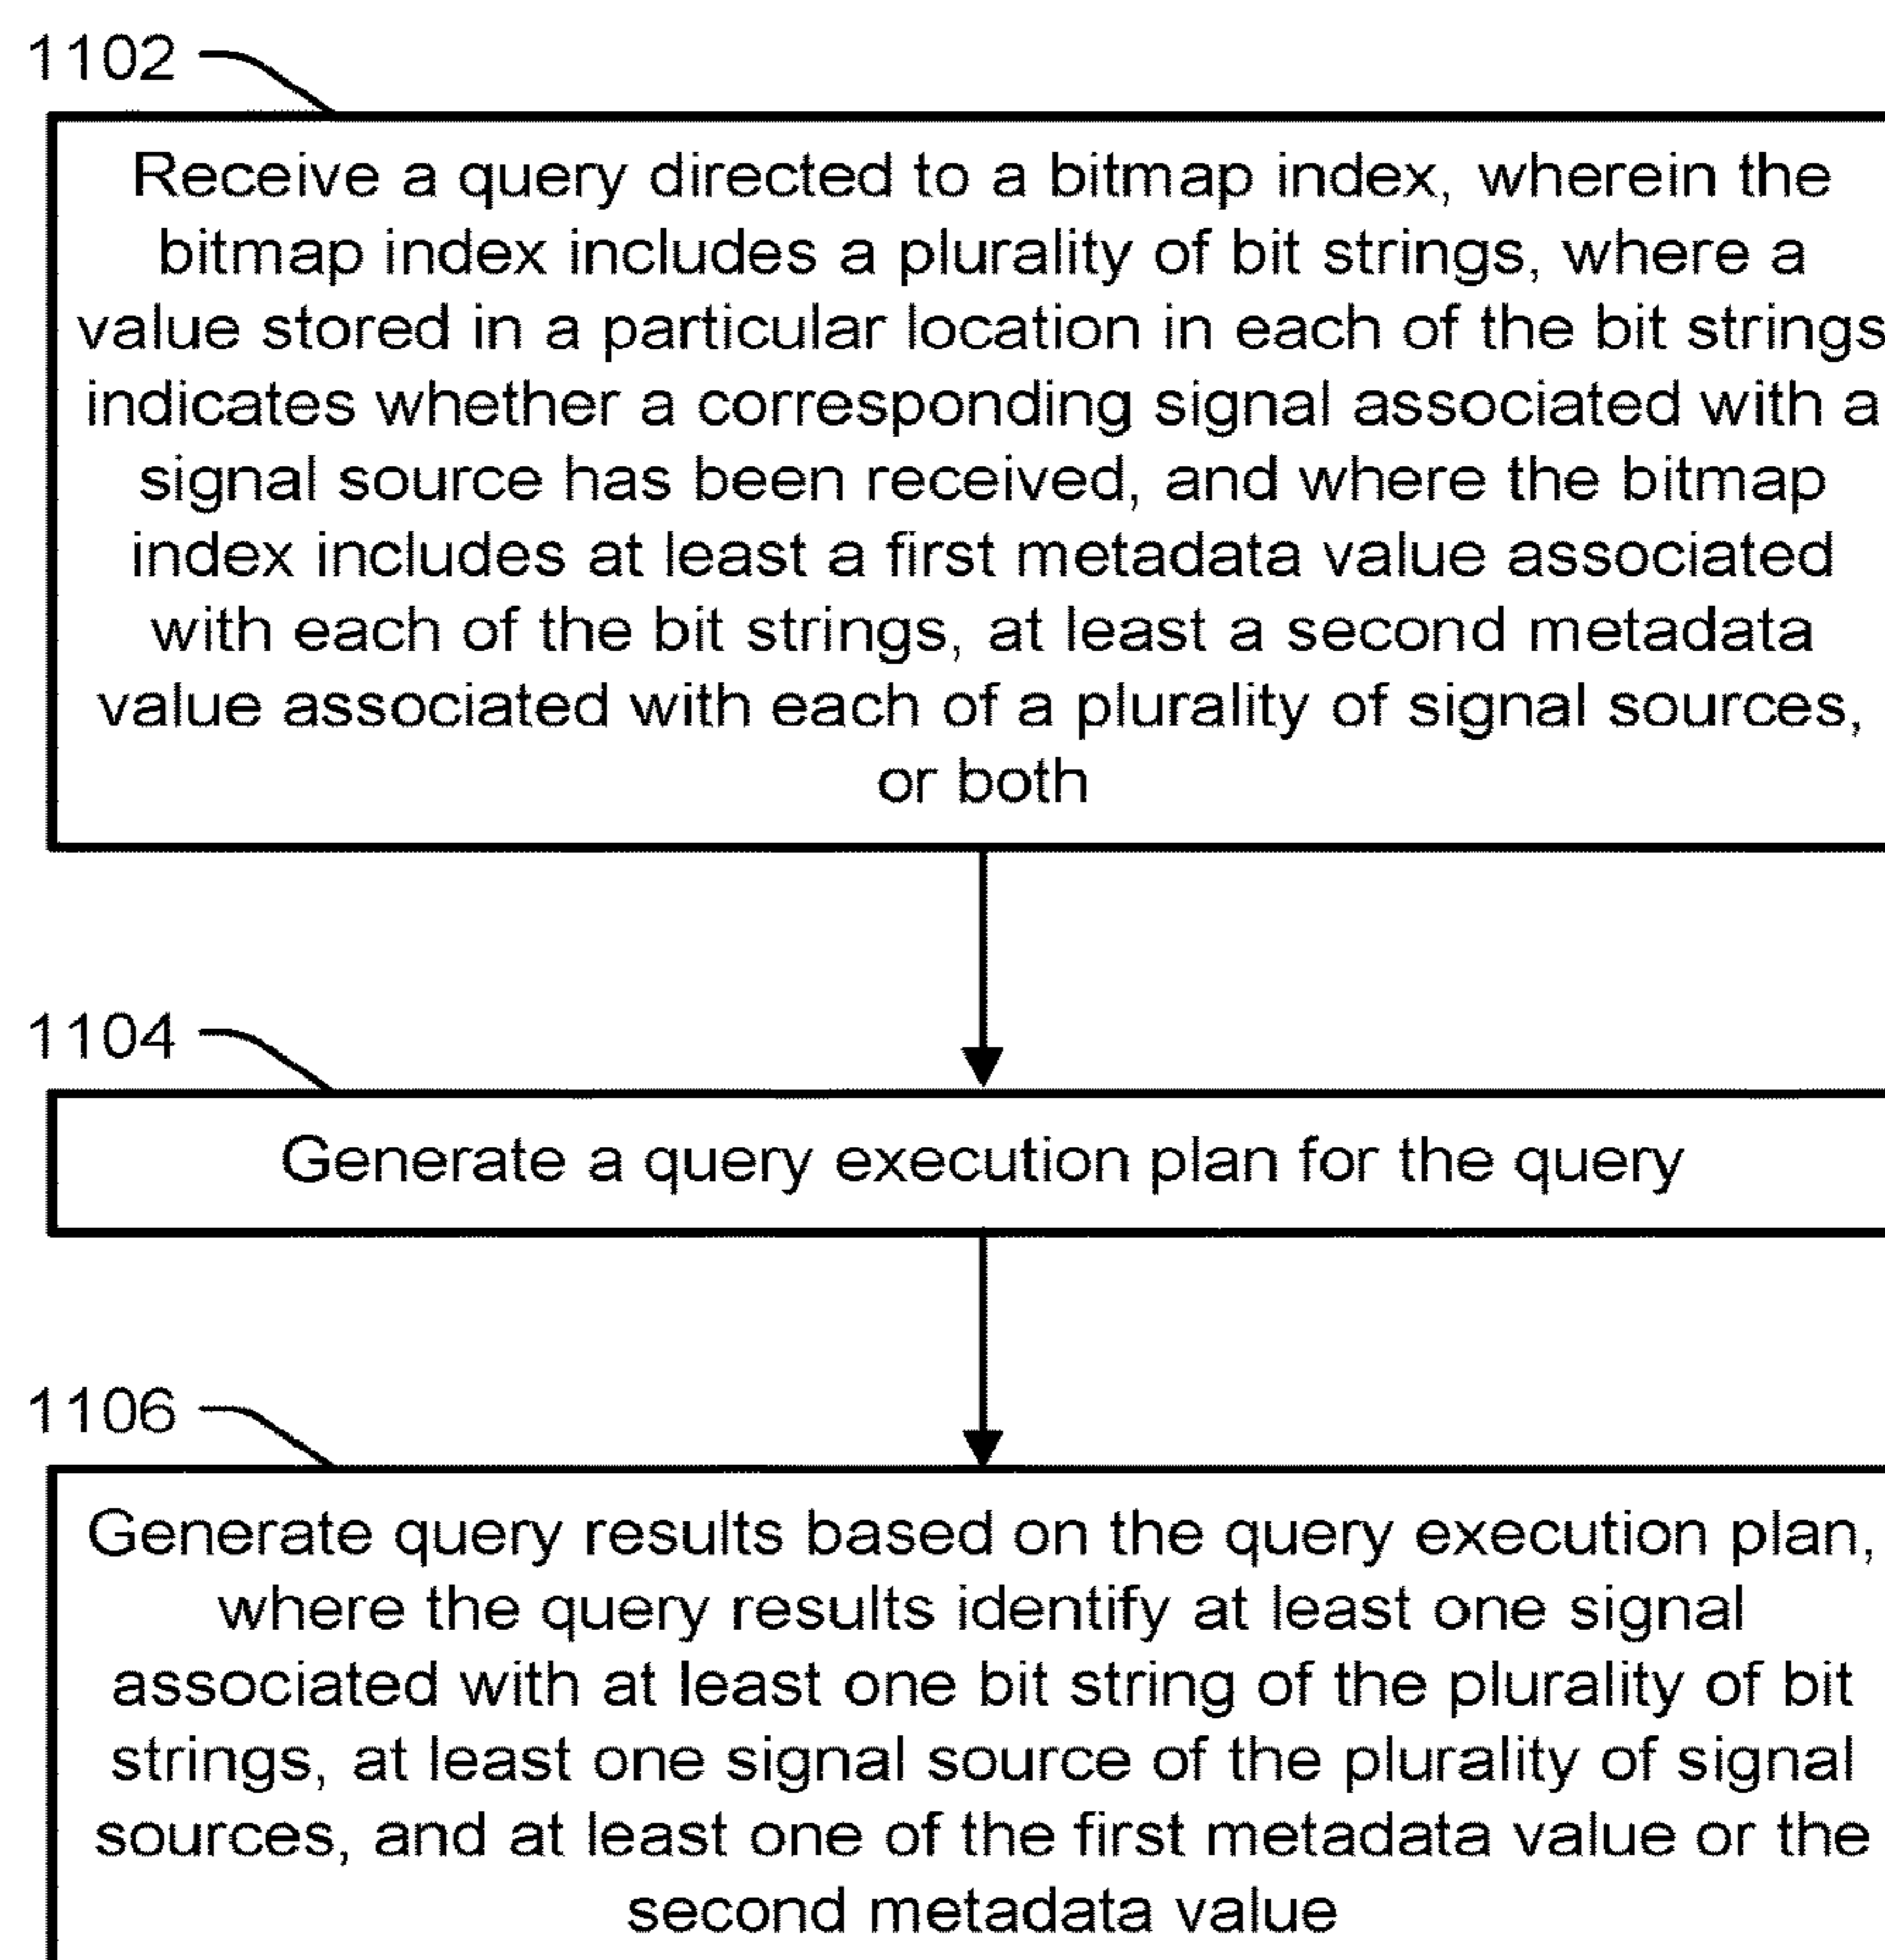 1102
Receive a query directed to a bitmap index, wherein the
bitmap index includes a plurality of bit strings, where a
value stored in a particular location in each of the bit strings
indicates whether a corresponding signal associated with a
signal source has been received, and where the bitmap
index includes at least a first metadata value associated
with each of the bit strings, at least a second metadata
value associated with each of a plurality of signal sources,
or both
1104
Generate a query execution plan for the query
1106
Generate query results based on the query execution plan,
where the query results identify at least one signal
associated with at least one bit string of the plurality of bit
strings, at least one signal source of the plurality of signal
sources, and at least one of the first metadata value or the
second metadata value